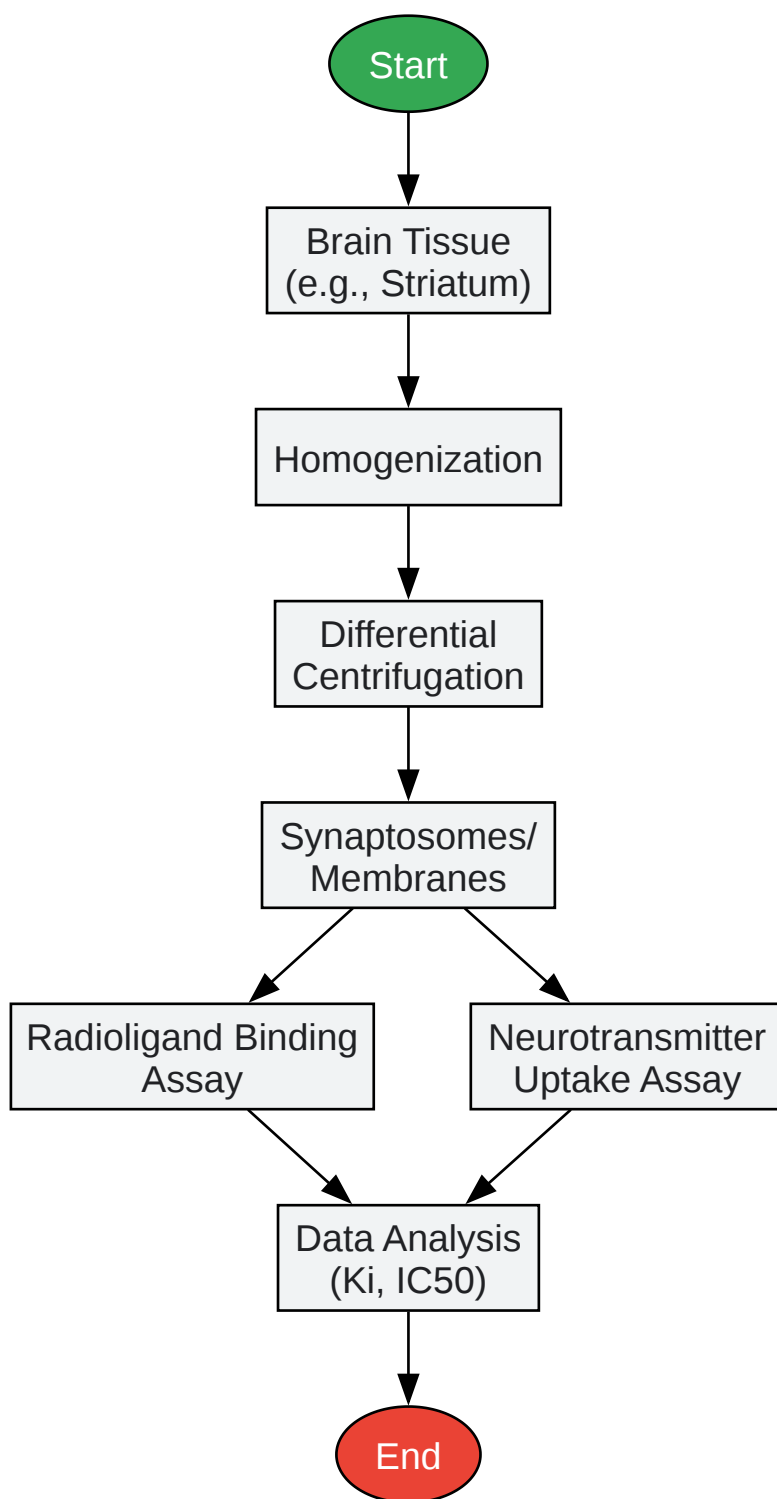 Start
Brain Tissue
(e.g., Striatum)
Homogenization
Differential
Centrifugation
Synaptosomes/
Membranes
Radioligand Binding
Assay
Neurotransmitter
Uptake Assay
Data Analysis
(Ki, IC50)
End